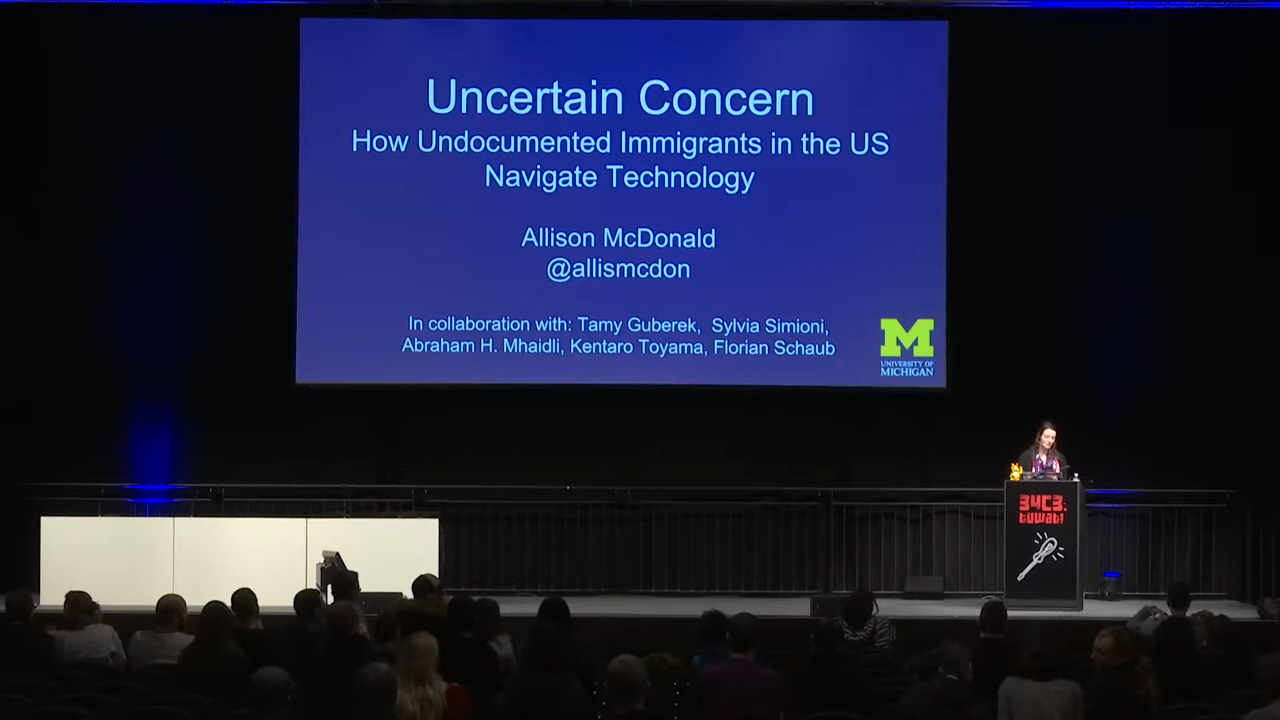 Uncertain Concern
How Undocumented Immigrants in the US
Navigate Technology
Allison McDonald
@allismcdon
In collaboration with: Tamy Guberek, Sylvia Simioni,
Abraham H. Mhaidli, Kentaro Toyama, Florian Schaub
M
UNIVERSITY OF
MICHIGAN
34C3:
tuwat!